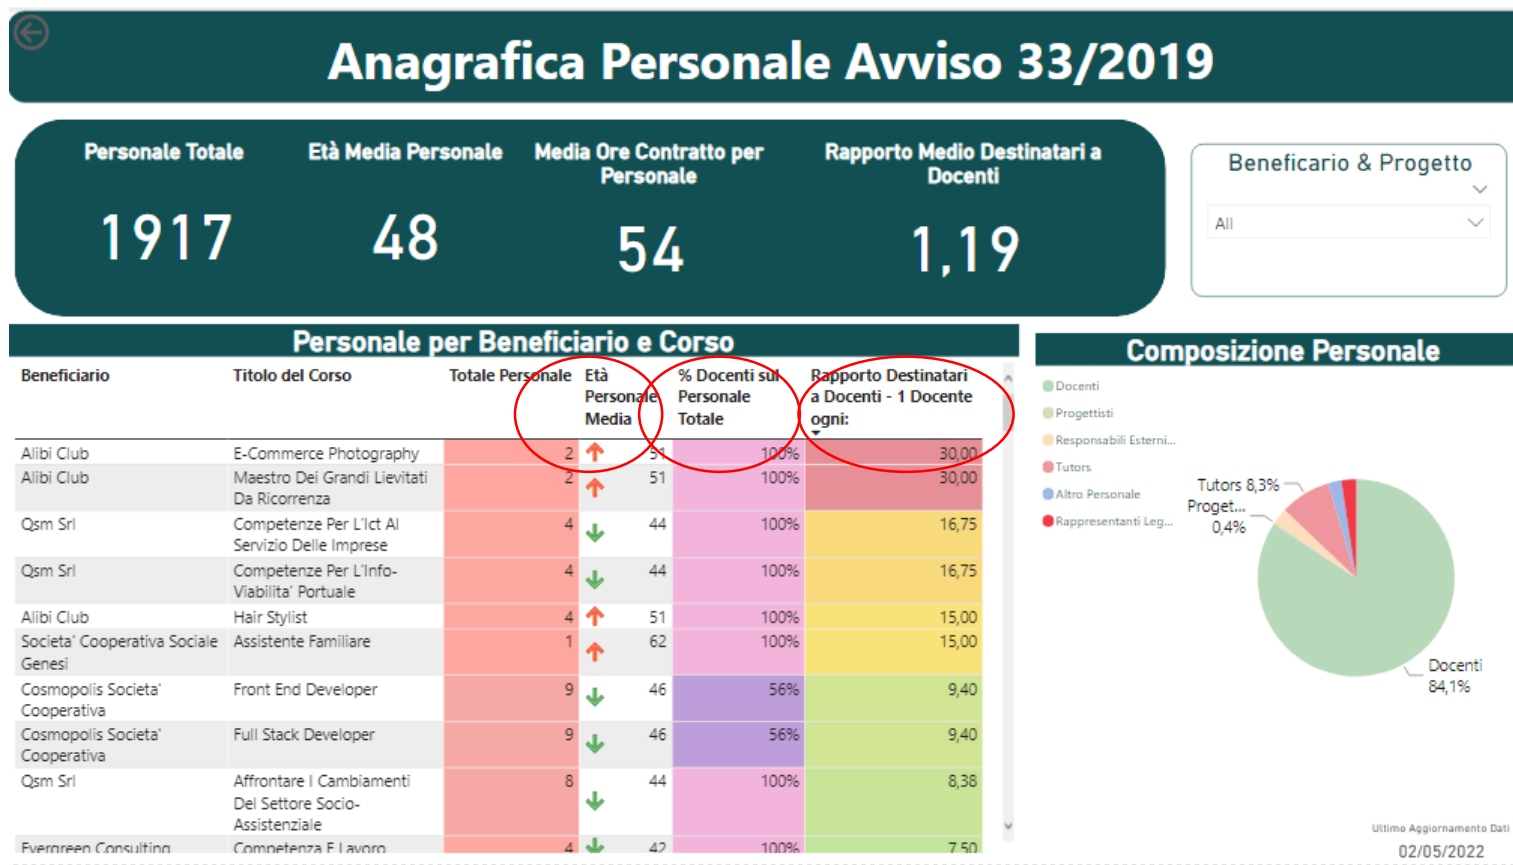 Anagrafica Personale Avviso 33/2019
Personale Totale
1917
Età Media Personale
48
Media Ore Contratto per
Personale
54
Rapporto Medio Destinatari a
Docenti
1,19
Beneficario & Progetto
All
Personale per Beneficiario e Corso
Beneficiario Titolo del Corso Totale Personale Età Personale Media % Docenti sul Personale Totale Rapporto Destinatari a Docenti - 1 Docente ogni:
Alibi Club E-Commerce Photography 2 51 100% 30,00
Alibi Club Maestro Dei Grandi Lievitati 2 51 100% 30,00
Da Ricorrenza
Qsm Srl Competenze Per L'Ict Al 4 44 100% 16,75
Servizio Delle Imprese
Qsm Srl Competenze Per L'Info- 4 44 100% 16,75
Viabilita' Portuale
Alibi Club Hair Stylist 4 51 100% 15,00
Societa' Cooperativa Sociale Assistente Familiare 1 62 100% 15,00
Genesi
Cosmopolis Societa' Front End Developer 9 46 56% 9,40
Cooperativa
Cosmopolis Societa' Full Stack Developer 9 46 56% 9,40
Cooperativa
Qsm Srl Affrontare I Cambiamenti 8 44 100% 8,38
Del Settore Socio-
Assistenziale
Evergreen Consulting Competenza E Lavoro 4 42 100% 7,50
Composizione Personale
Docenti
Progettisti
Responsabili Esterni...
Tutors
Altro Personale
Rappresentanti Leg...
Tutors 8,3%
Proget...
0,4%
Docenti
84,1%
Ultimo Aggiornamento Dati
02/05/2022